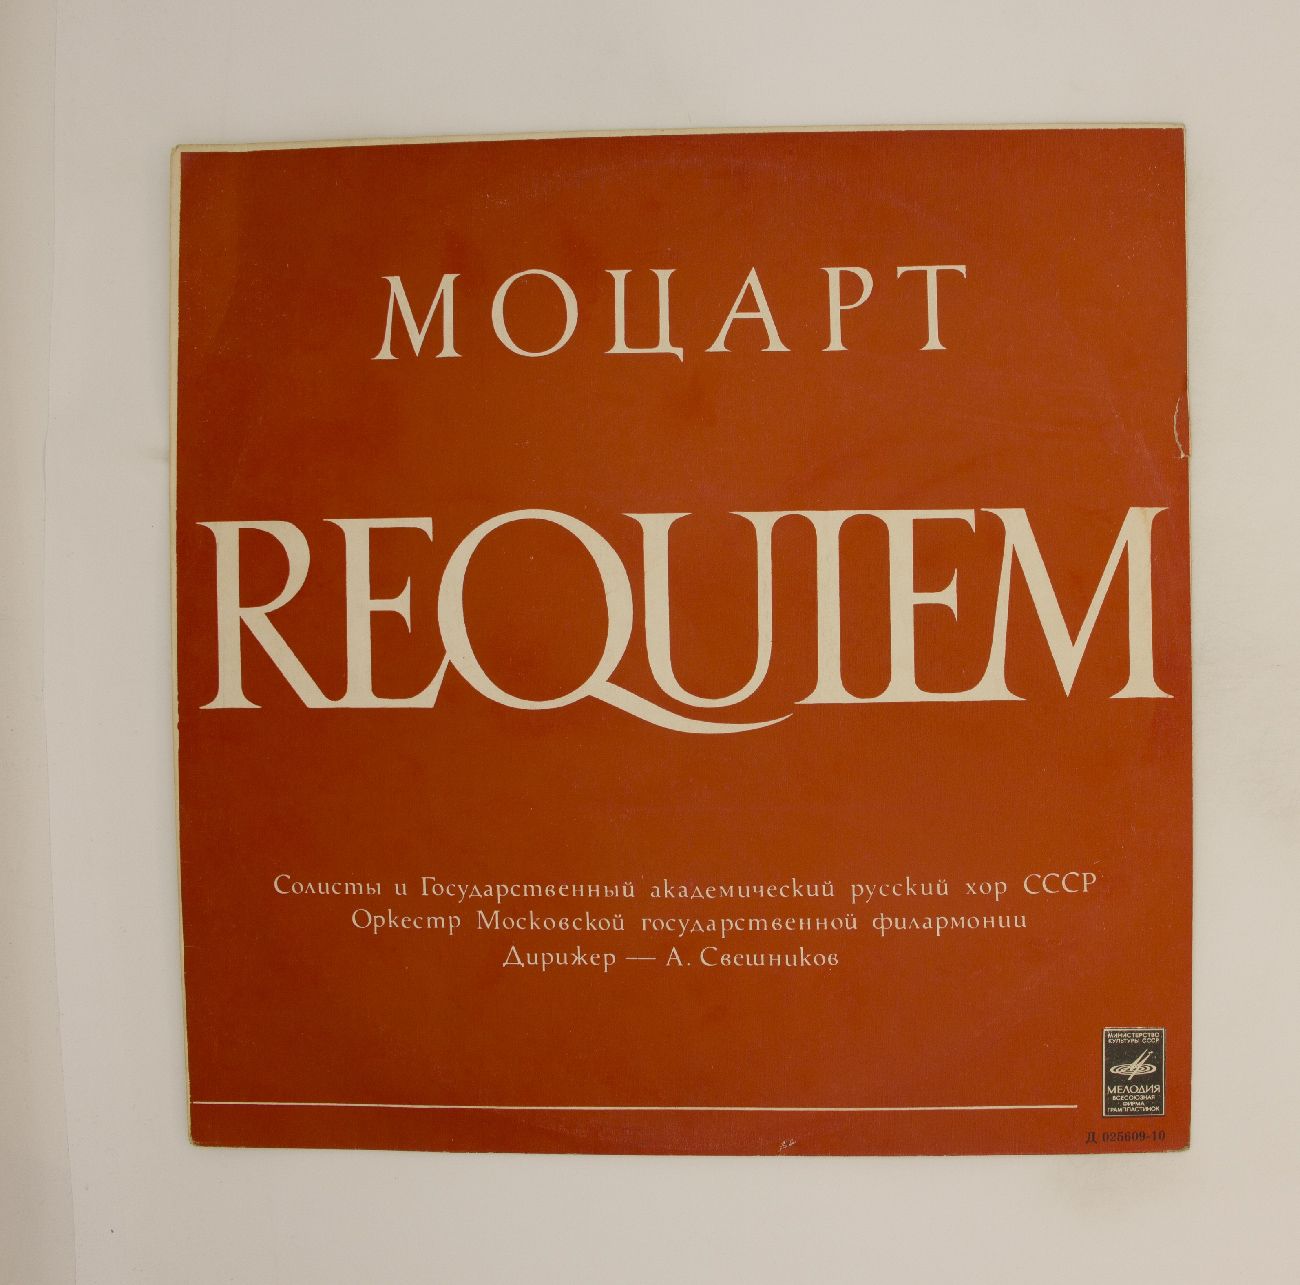 МОЦАРТ
REQUIEM
Солисты и Государственный академический русский хор СССР
Оркестр Московской государственной филармонии
Дирижер — А. Свешников
МИНИСТЕРСТВО
КУЛЬТУРЫ СССР
МЕЛОДИЯ
ВСЕСОЮЗНАЯ
ФИРМА
ГРАМПЛАСТИНОК
Д 025609-10